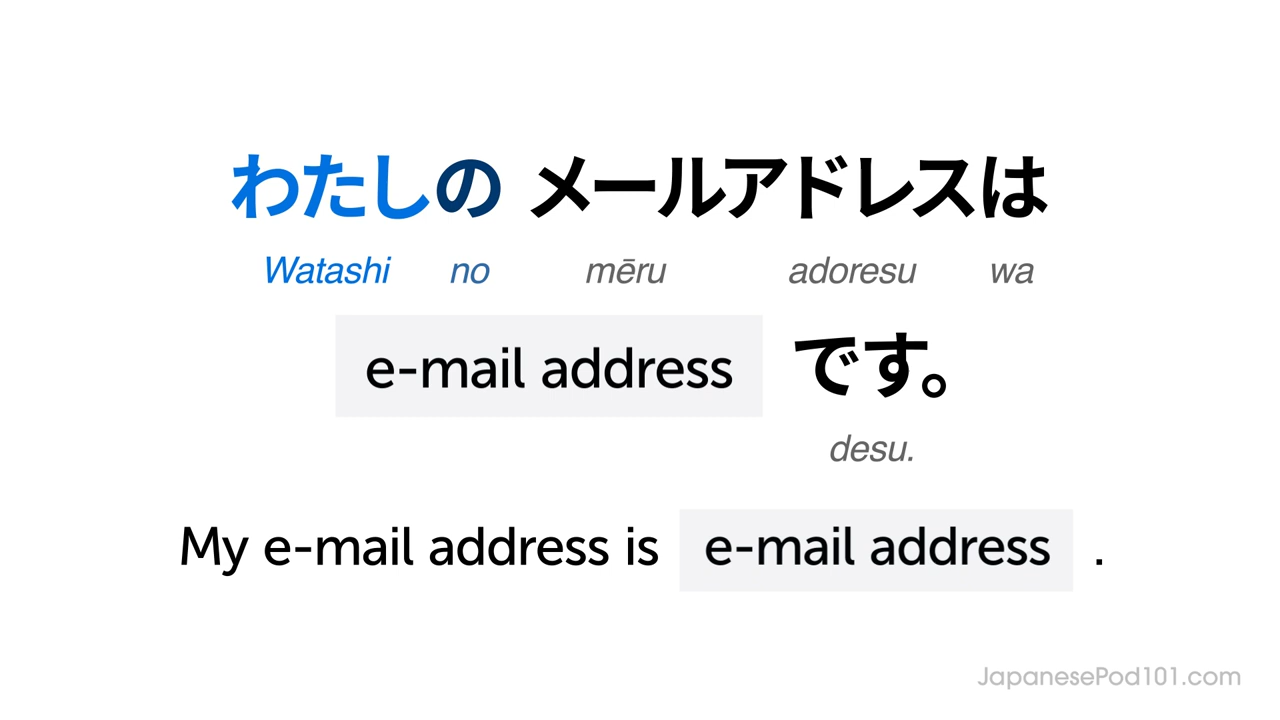 わたしの メールアドレスは
Watashi no mēru adoresu wa
e-mail address です。
desu.
My e-mail address is e-mail address .
JapanesePod101.com